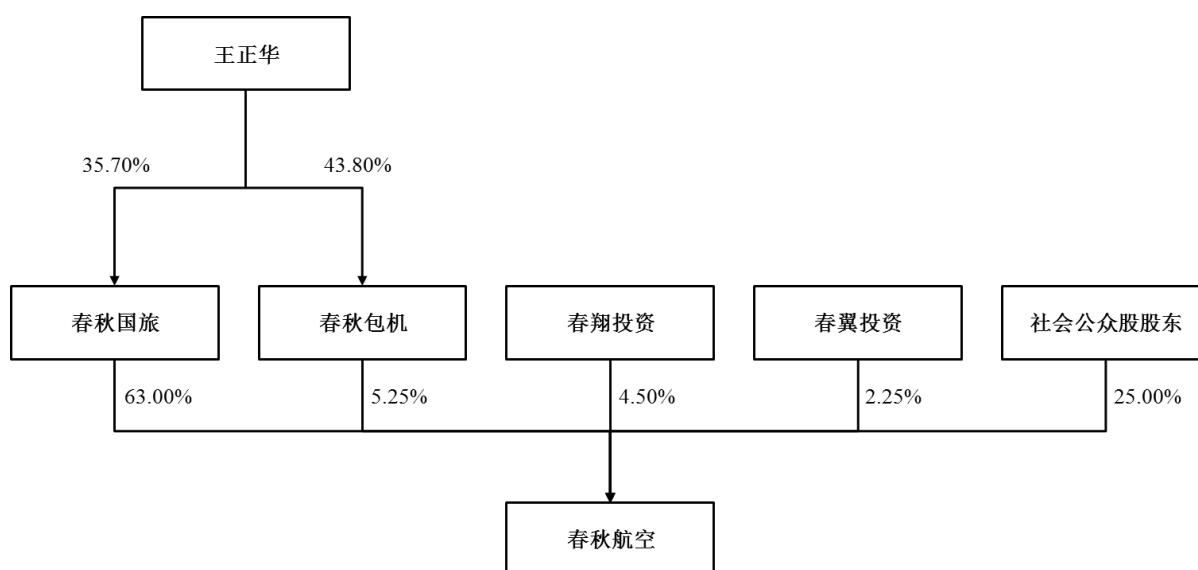 王正华
35.70%
43.80%
春秋国旅
春秋包机
春翔投资
春翼投资
社会公众股股东
63.00%
5.25%
4.50%
2.25%
25.00%
春秋航空